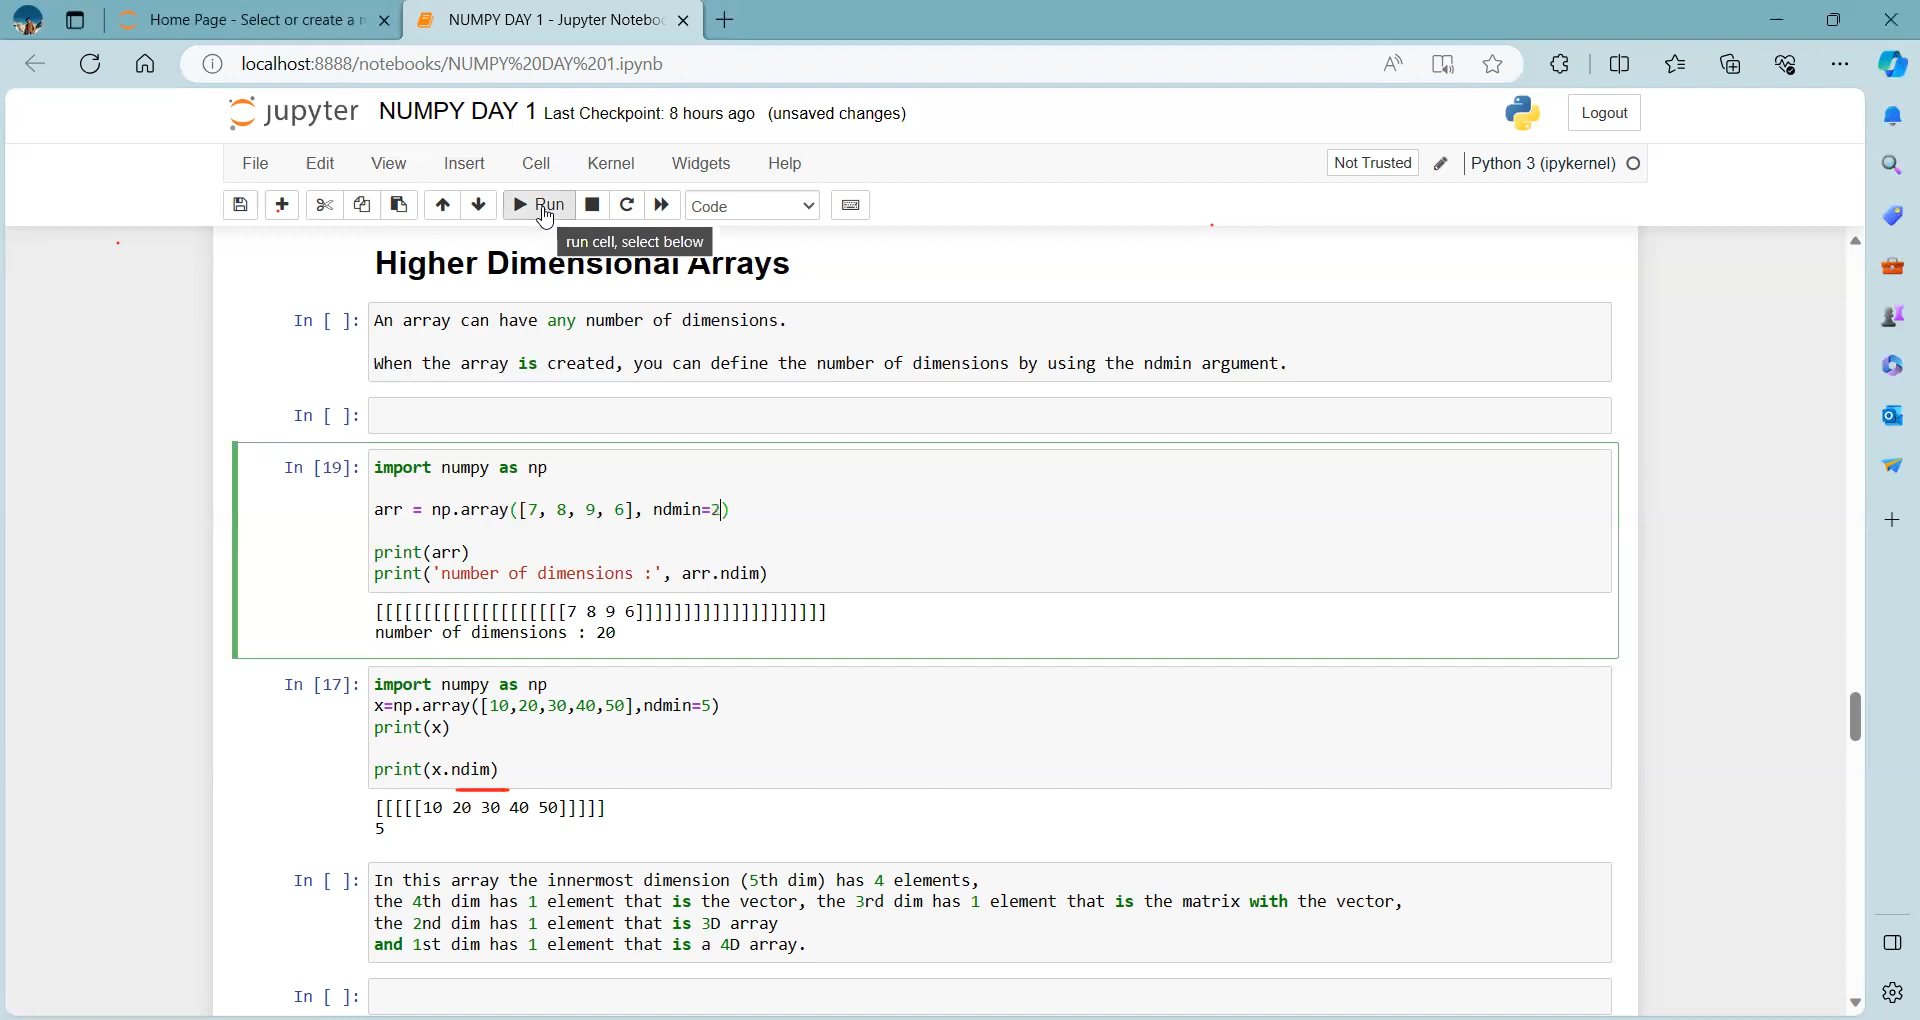 Home Page - Select or create a n
NUMPY DAY 1 - Jupyter Noteboo
localhost:8888/notebooks/NUMPY%20DAY%201.ipynb
jupyter NUMPY DAY 1 Last Checkpoint: 8 hours ago (unsaved changes)
Logout
File Edit View Insert Cell Kernel Widgets Help
Not Trusted
Python 3 (ipykernel)
Run
Code
run cell, select below
Higher Dimensional Arrays
In [ ]: An array can have any number of dimensions.
When the array is created, you can define the number of dimensions by using the ndmin argument.
In [ ]:
In [19]: import numpy as np
arr = np.array([7, 8, 9, 6], ndmin=2)
print(arr)
print('number of dimensions :', arr.ndim)
[[[[[[[[[[[[[[[[[[[[7 8 9 6]]]]]]]]]]]]]]]]]]]]
number of dimensions : 20
In [17]: import numpy as np
x=np.array([10,20,30,40,50],ndmin=5)
print(x)
print(x.ndim)
[[[[[10 20 30 40 50]]]]]
5
In [ ]: In this array the innermost dimension (5th dim) has 4 elements,
the 4th dim has 1 element that is the vector, the 3rd dim has 1 element that is the matrix with the vector,
the 2nd dim has 1 element that is 3D array
and 1st dim has 1 element that is a 4D array.
In [ ]: